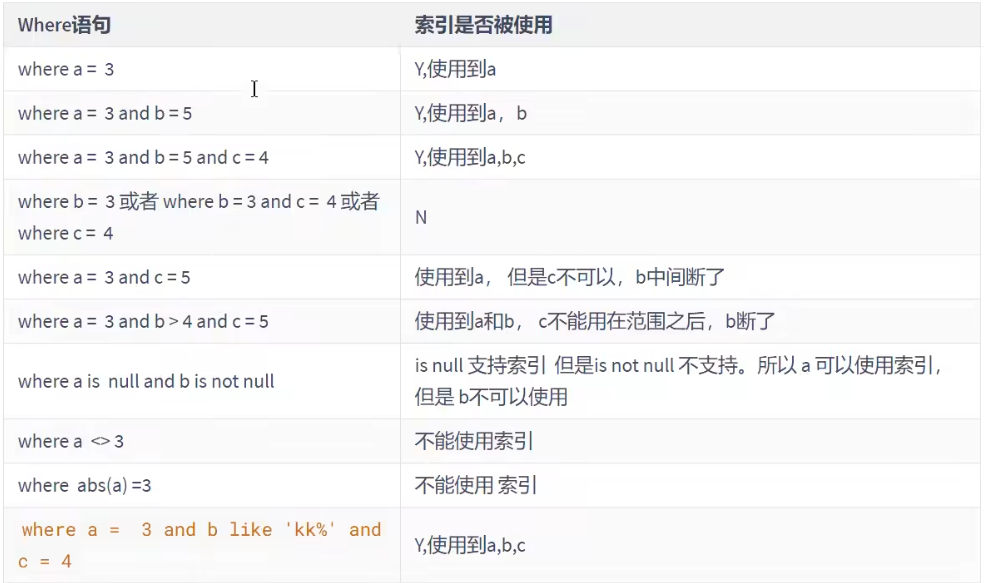 Where语句 索引是否被使用
where a = 3 Y,使用到a
where a = 3 and b = 5 Y,使用到a，b
where a = 3 and b = 5 and c = 4 Y,使用到a,b,c
where b = 3 或者 where b = 3 and c = 4 或者
where c = 4
N
where a = 3 and c = 5 使用到a， 但是c不可以，b中间断了
where a = 3 and b > 4 and c = 5 使用到a和b， c不能用在范围之后，b断了
where a is null and b is not null
is null 支持索引 但是is not null 不支持。所以 a 可以使用索引，
但是 b不可以使用
where a <> 3 不能使用索引
where abs(a) =3 不能使用 索引
where a = 3 and b like 'kk%' and
c = 4
Y,使用到a,b,c